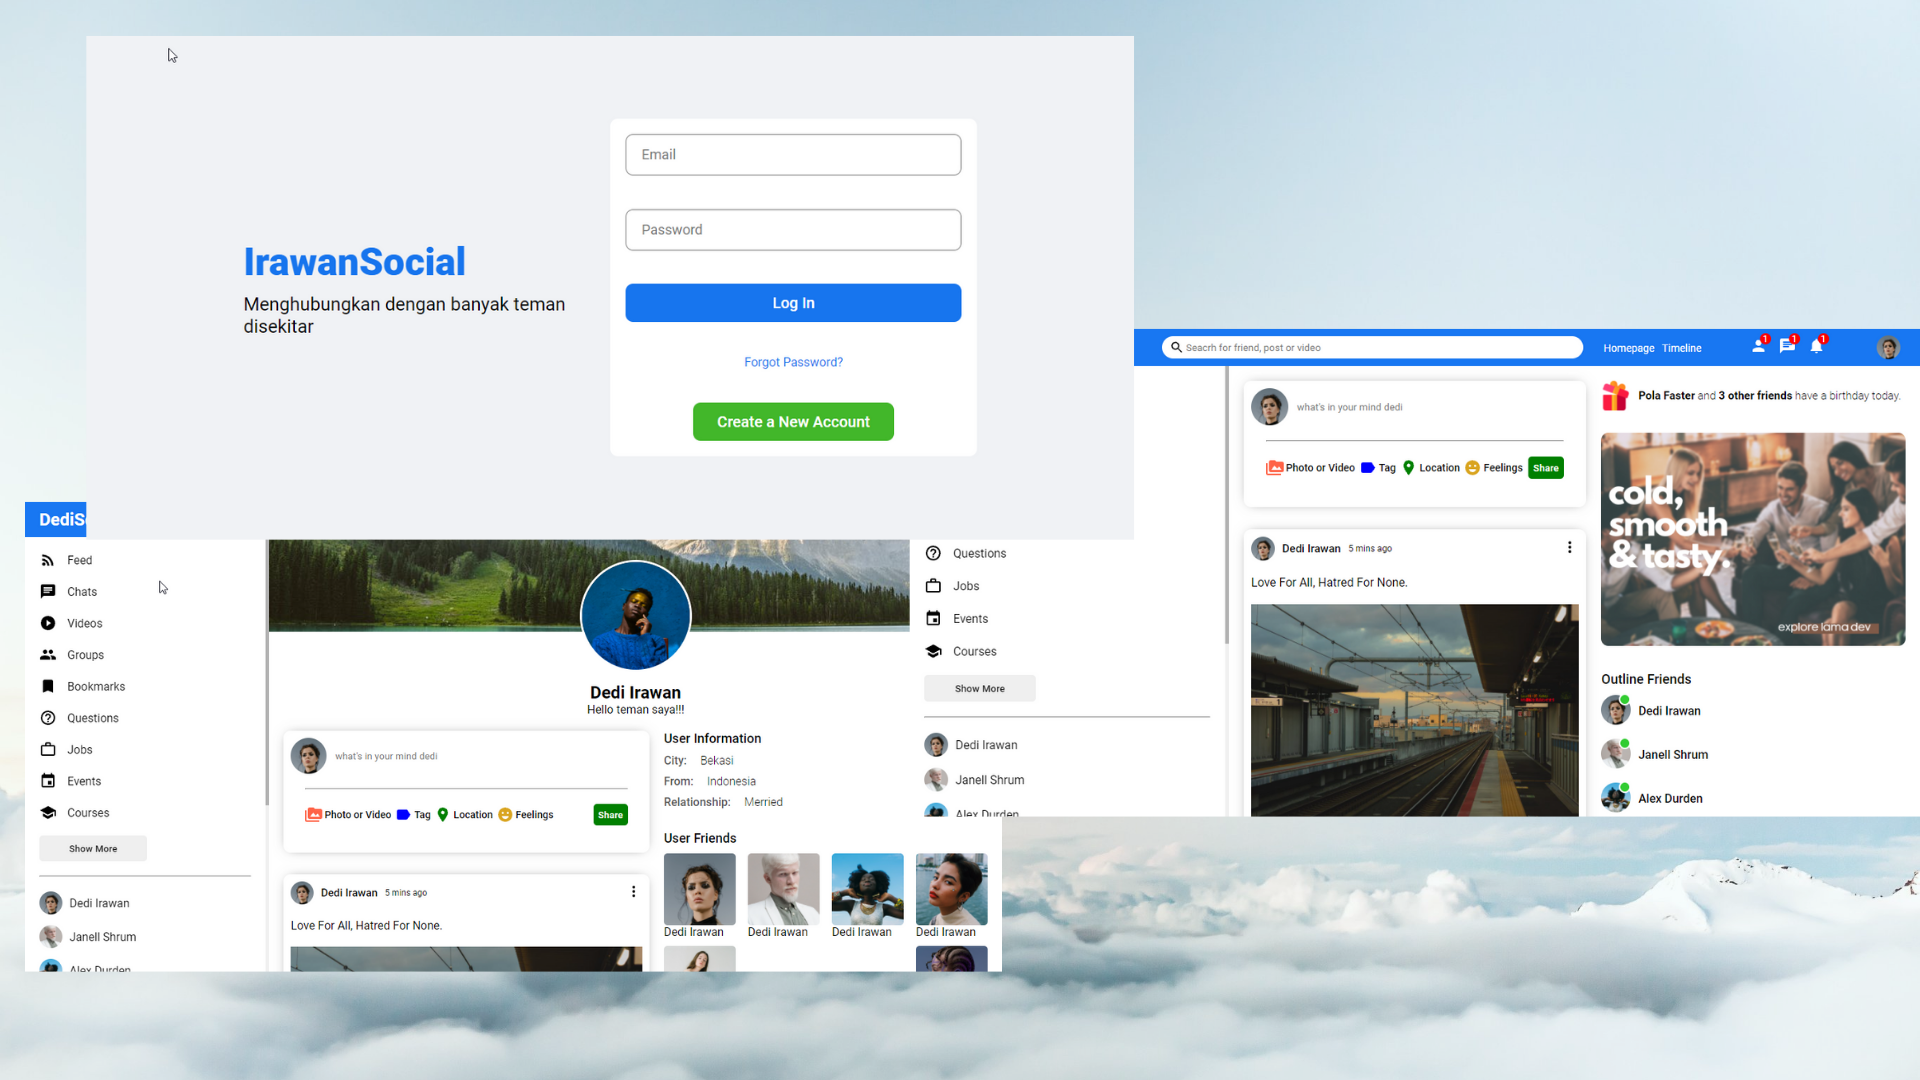 IrawanSocial
Menghubungkan dengan banyak teman
disekitar
Email
Password
Log In
Forgot Password?
Create a New Account
DediS
Feed
Chats
Videos
Groups
Bookmarks
Questions
Jobs
Events
Courses
Show More
Dedi Irawan
Janell Shrum
Alex Durden
Dedi Irawan
Hello teman saya!!!
what's in your mind dedi
Photo or Video Tag Location Feelings Share
Dedi Irawan 5 mins ago
Love For All, Hatred For None.
User Information
City: Bekasi
From: Indonesia
Relationship: Merried
User Friends
Dedi Irawan Dedi Irawan Dedi Irawan Dedi Irawan
Questions
Jobs
Events
Courses
Show More
Dedi Irawan
Janell Shrum
Alex Durden
Seacrh for friend, post or video
Homepage Timeline
1 1 1
what's in your mind dedi
Photo or Video Tag Location Feelings Share
Dedi Irawan 5 mins ago
Love For All, Hatred For None.
Pola Faster and 3 other friends have a birthday today.
cold,
smooth
& tasty.
explore lama dev
Outline Friends
Dedi Irawan
Janell Shrum
Alex Durden